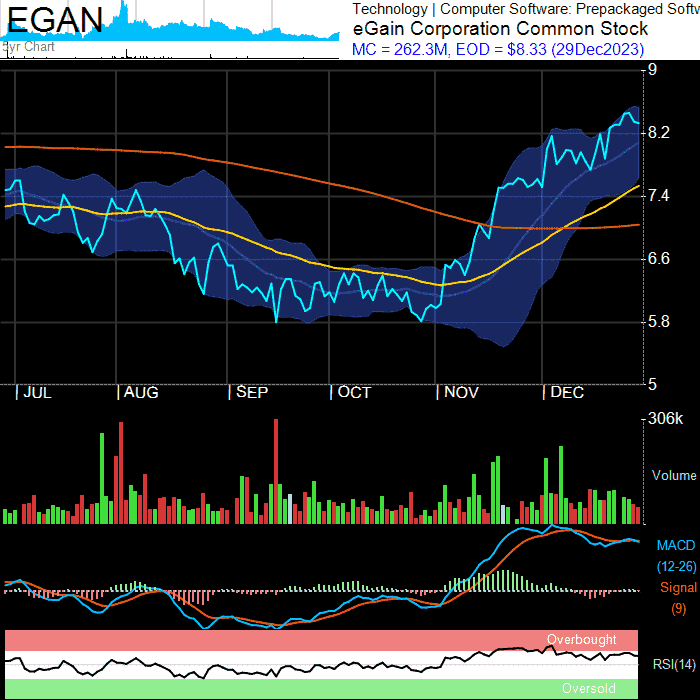 EGAN
Technology | Computer Software: Prepackaged Softw
eGain Corporation Common Stock
5yr Chart
MC = 262.3M, EOD = $8.33 (29Dec2023)
9
8.2
7.4
6.6
5.8
5
| JUL | AUG | SEP | OCT | NOV | DEC
306k
Volume
MACD
(12-26)
Signal
(9)
Overbought
RSI(14)
Oversold